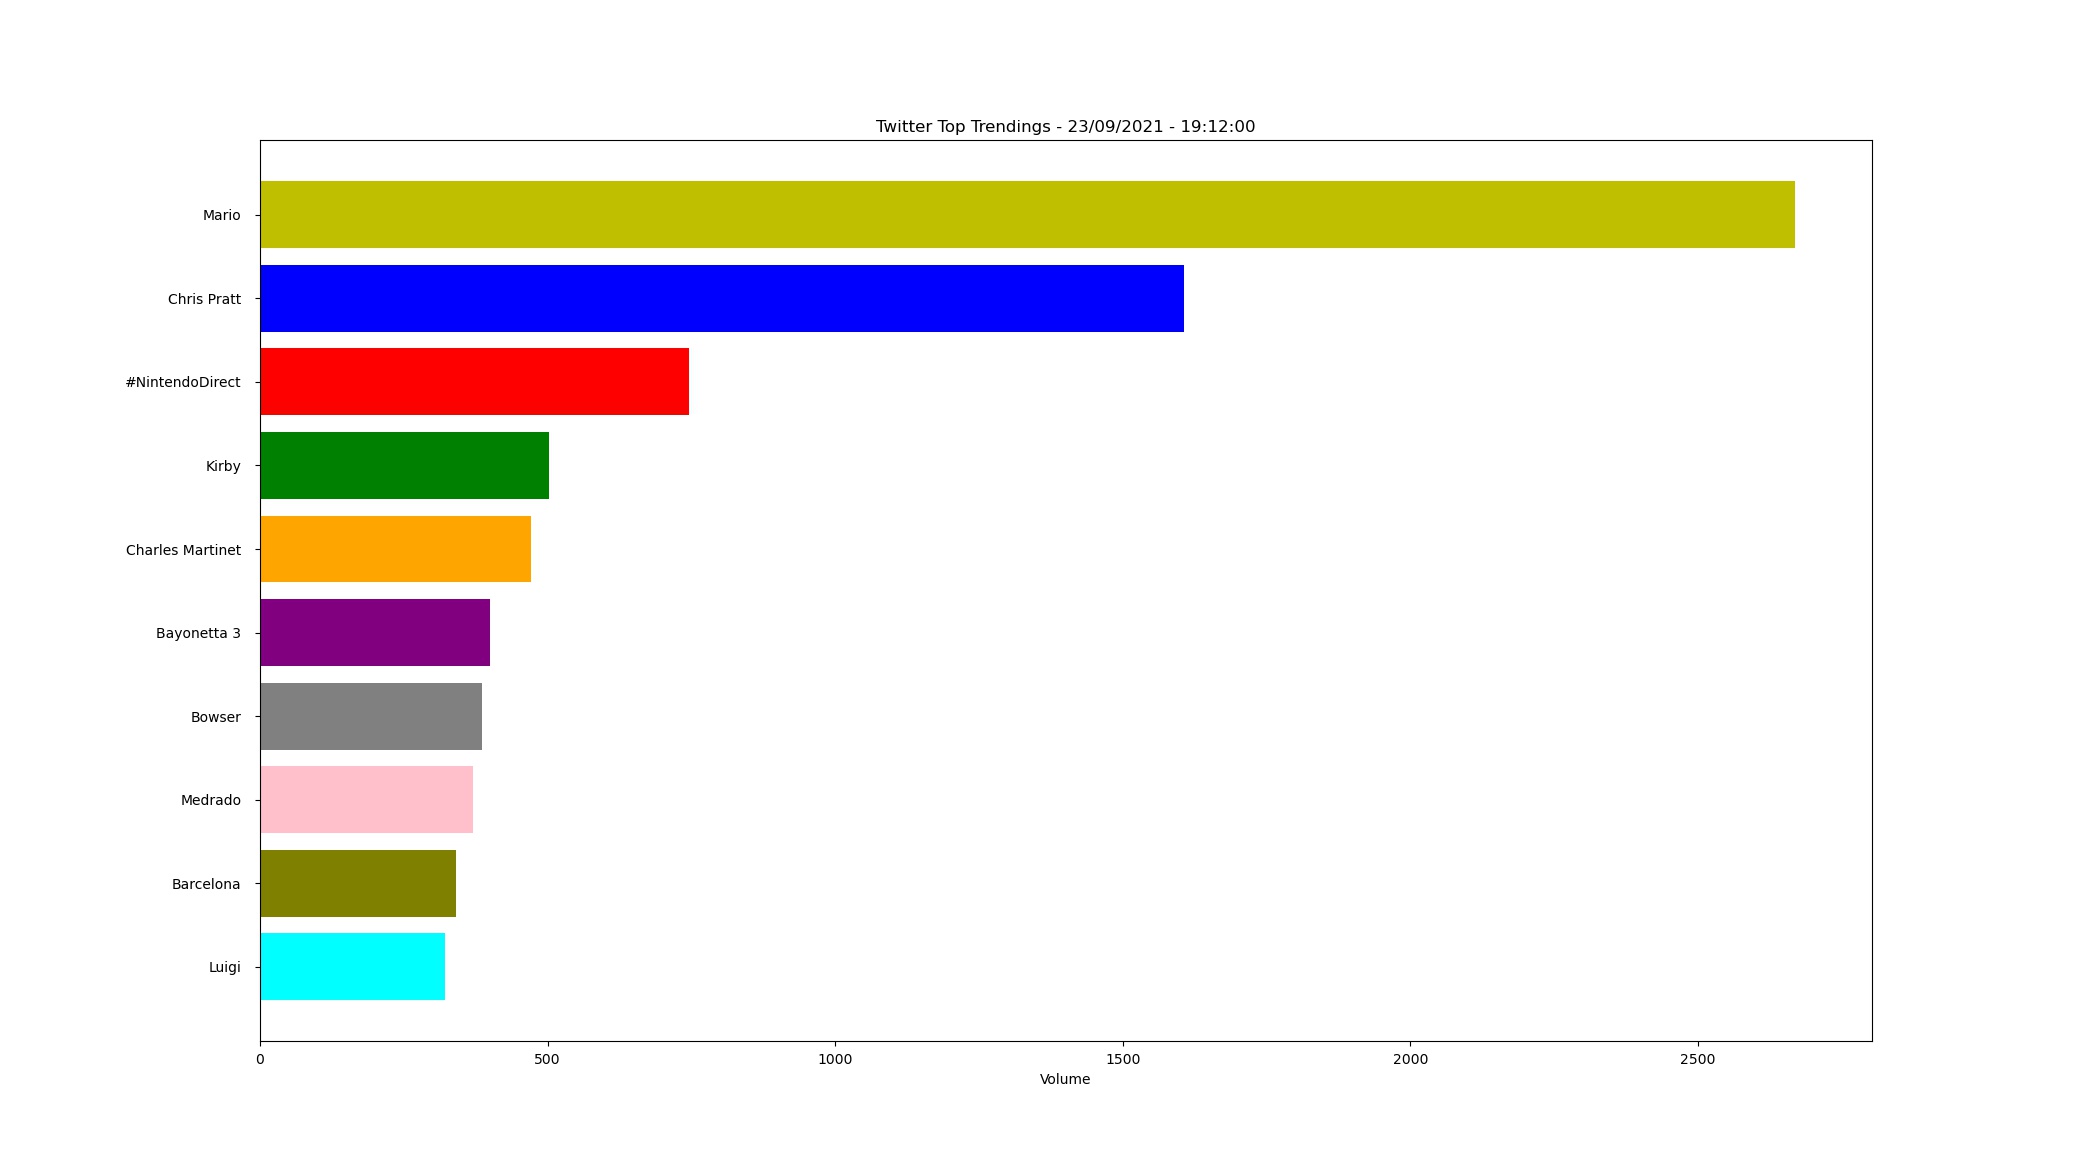 Twitter Top Trendings - 23/09/2021 - 19:12:00
Mario
Chris Pratt
#NintendoDirect
Kirby
Charles Martinet
Bayonetta 3
Bowser
Medrado
Barcelona
Luigi
0 500 1000 1500 2000 2500
Volume